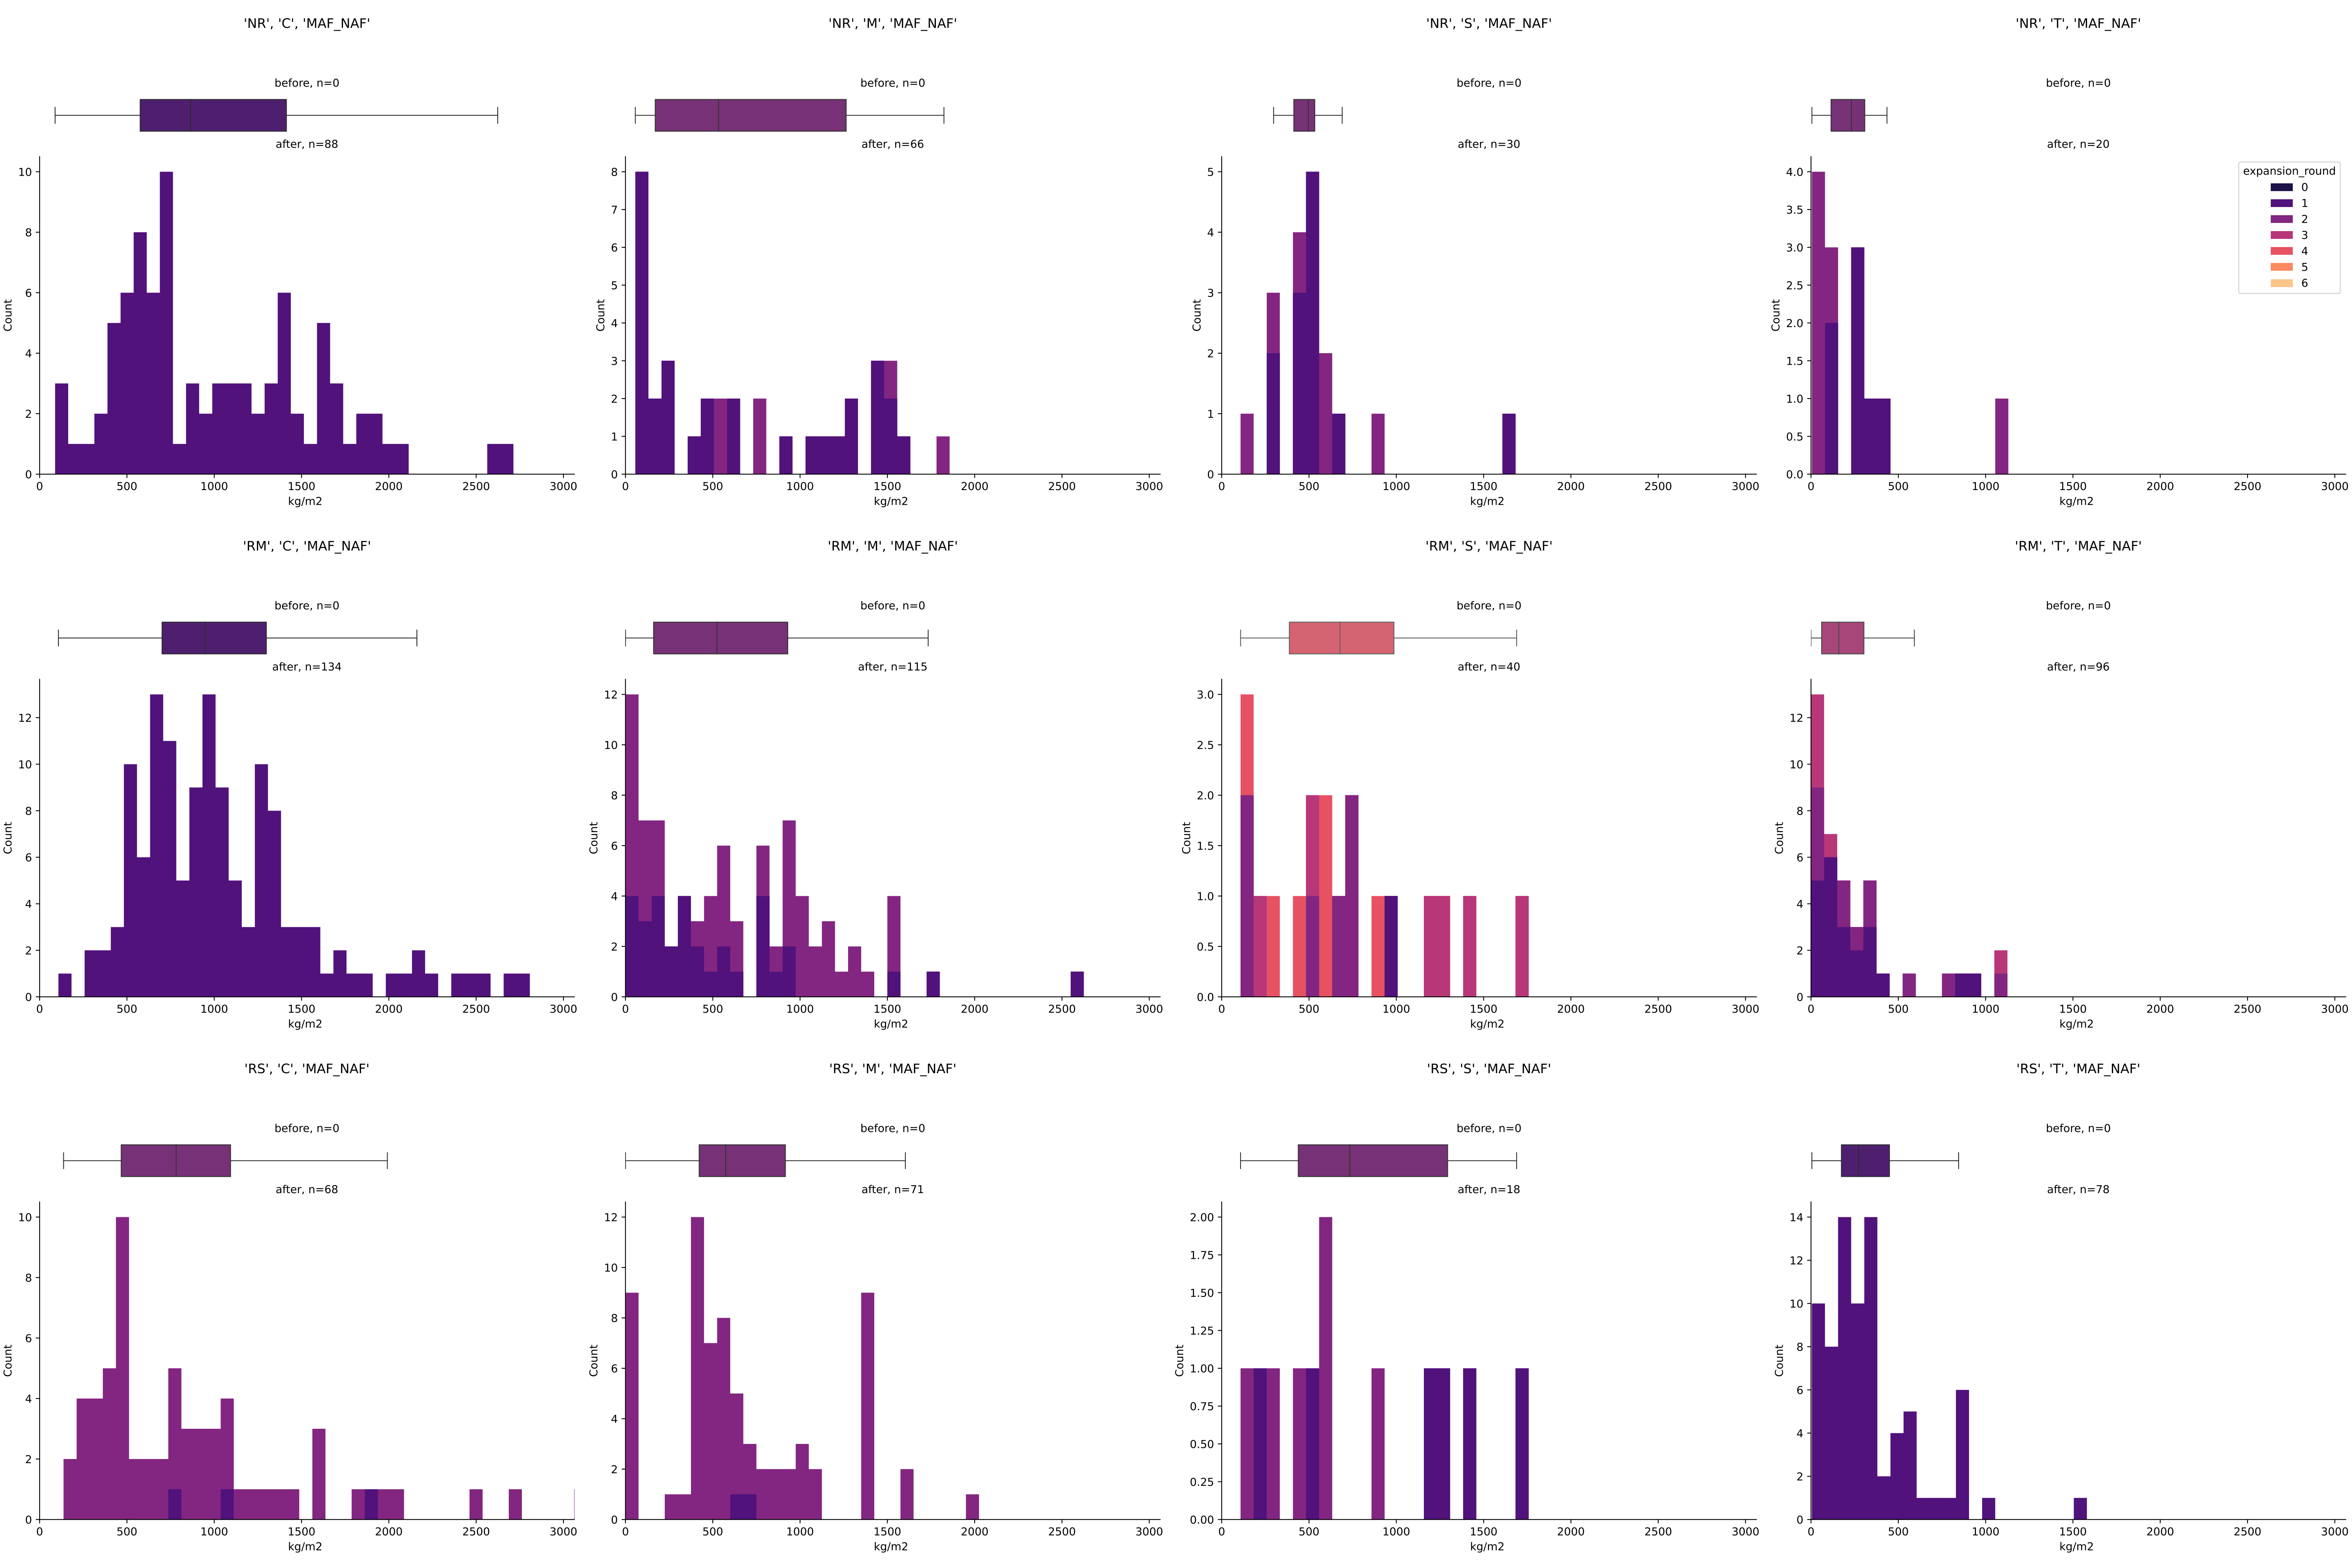 'NR', 'C', 'MAF_NAF'
before, n=0
after, n=88
10
8
6
4
2
0
Count
0 500 1000 1500 2000 2500 3000
kg/m2
'NR', 'M', 'MAF_NAF'
before, n=0
after, n=66
8
7
6
5
4
3
2
1
0
Count
0 500 1000 1500 2000 2500 3000
kg/m2
'NR', 'S', 'MAF_NAF'
before, n=0
after, n=30
5
4
3
2
1
0
Count
0 500 1000 1500 2000 2500 3000
kg/m2
'NR', 'T', 'MAF_NAF'
before, n=0
after, n=20
4.0
3.5
3.0
2.5
2.0
1.5
1.0
0.5
0.0
Count
0 500 1000 1500 2000 2500 3000
kg/m2
expansion_round
0
1
2
3
4
5
6
'RM', 'C', 'MAF_NAF'
before, n=0
after, n=134
12
10
8
6
4
2
0
Count
0 500 1000 1500 2000 2500 3000
kg/m2
'RM', 'M', 'MAF_NAF'
before, n=0
after, n=115
12
10
8
6
4
2
0
Count
0 500 1000 1500 2000 2500 3000
kg/m2
'RM', 'S', 'MAF_NAF'
before, n=0
after, n=40
3.0
2.5
2.0
1.5
1.0
0.5
0.0
Count
0 500 1000 1500 2000 2500 3000
kg/m2
'RM', 'T', 'MAF_NAF'
before, n=0
after, n=96
12
10
8
6
4
2
0
Count
0 500 1000 1500 2000 2500 3000
kg/m2
'RS', 'C', 'MAF_NAF'
before, n=0
after, n=68
10
8
6
4
2
0
Count
0 500 1000 1500 2000 2500 3000
kg/m2
'RS', 'M', 'MAF_NAF'
before, n=0
after, n=71
12
10
8
6
4
2
0
Count
0 500 1000 1500 2000 2500 3000
kg/m2
'RS', 'S', 'MAF_NAF'
before, n=0
after, n=18
2.00
1.75
1.50
1.25
1.00
0.75
0.50
0.25
0.00
Count
0 500 1000 1500 2000 2500 3000
kg/m2
'RS', 'T', 'MAF_NAF'
before, n=0
after, n=78
14
12
10
8
6
4
2
0
Count
0 500 1000 1500 2000 2500 3000
kg/m2